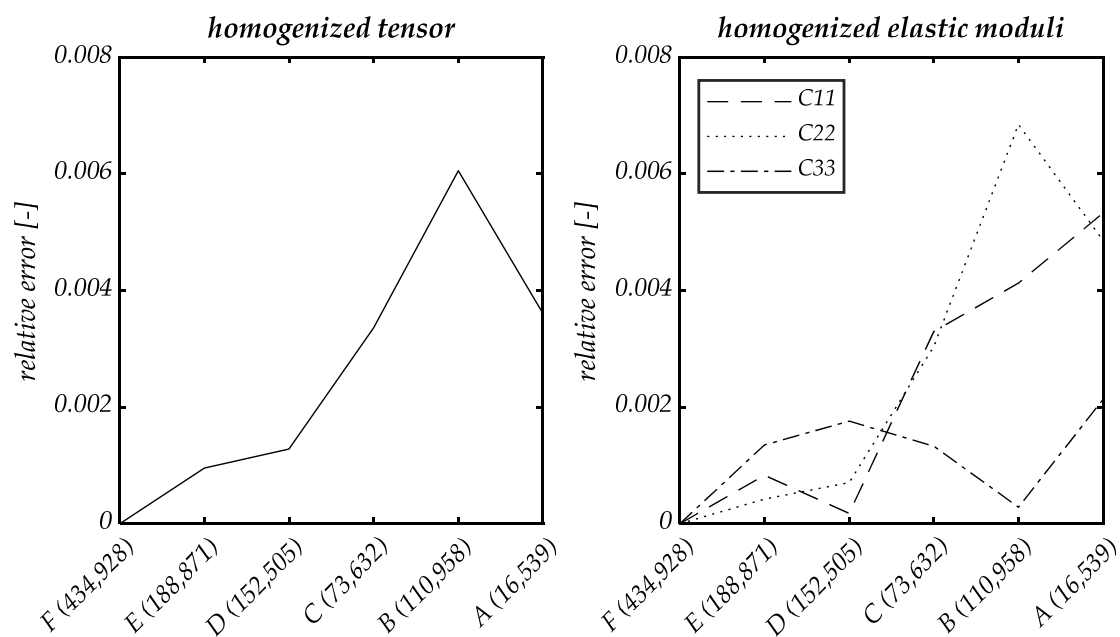 homogenized tensor
0.008
0.006
0.004
0.002
0
relative error [-]
F (434,928)
E (188,871)
D (152,505)
C (73,632)
B (110,958)
A (16,539)
homogenized elastic moduli
0.008
0.006
0.004
0.002
0
relative error [-]
C11
C22
C33
F (434,928)
E (188,871)
D (152,505)
C (73,632)
B (110,958)
A (16,539)